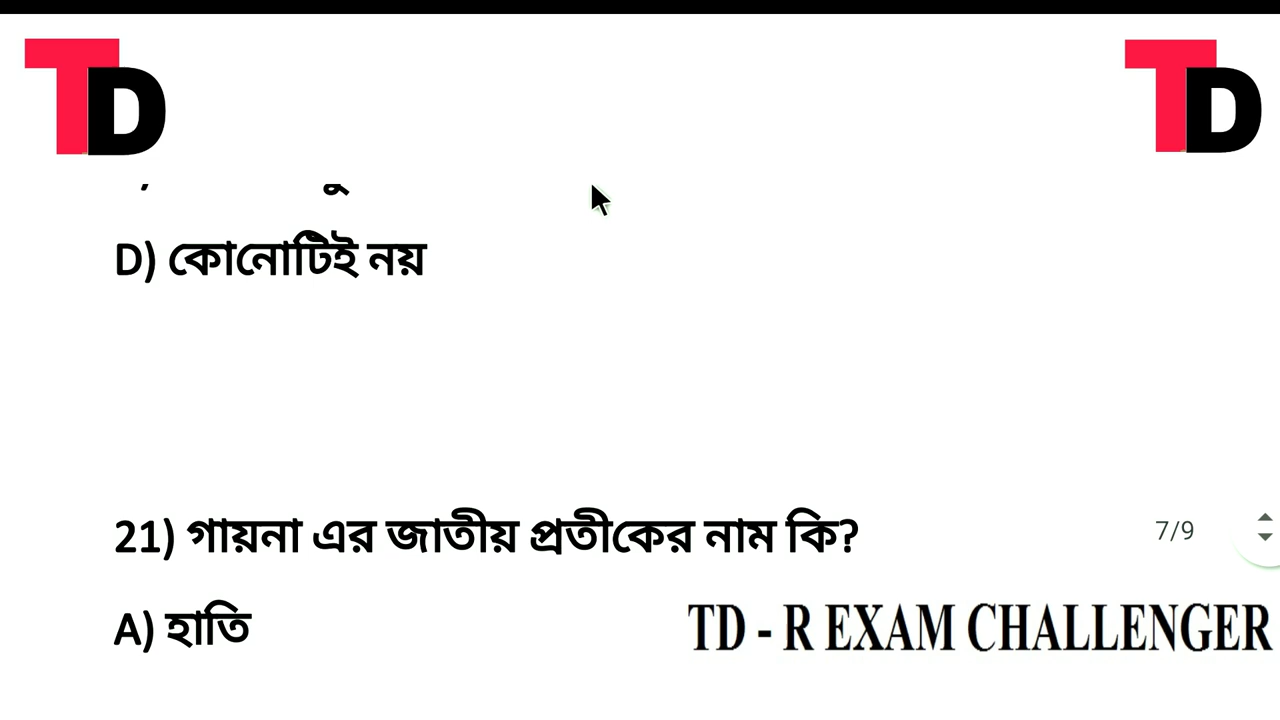 TD TD
D) কোনোটিই নয়
21) গায়না এর জাতীয় প্রতীকের নাম কি?
7/9
A) হাতি
TD - R EXAM CHALLENGER